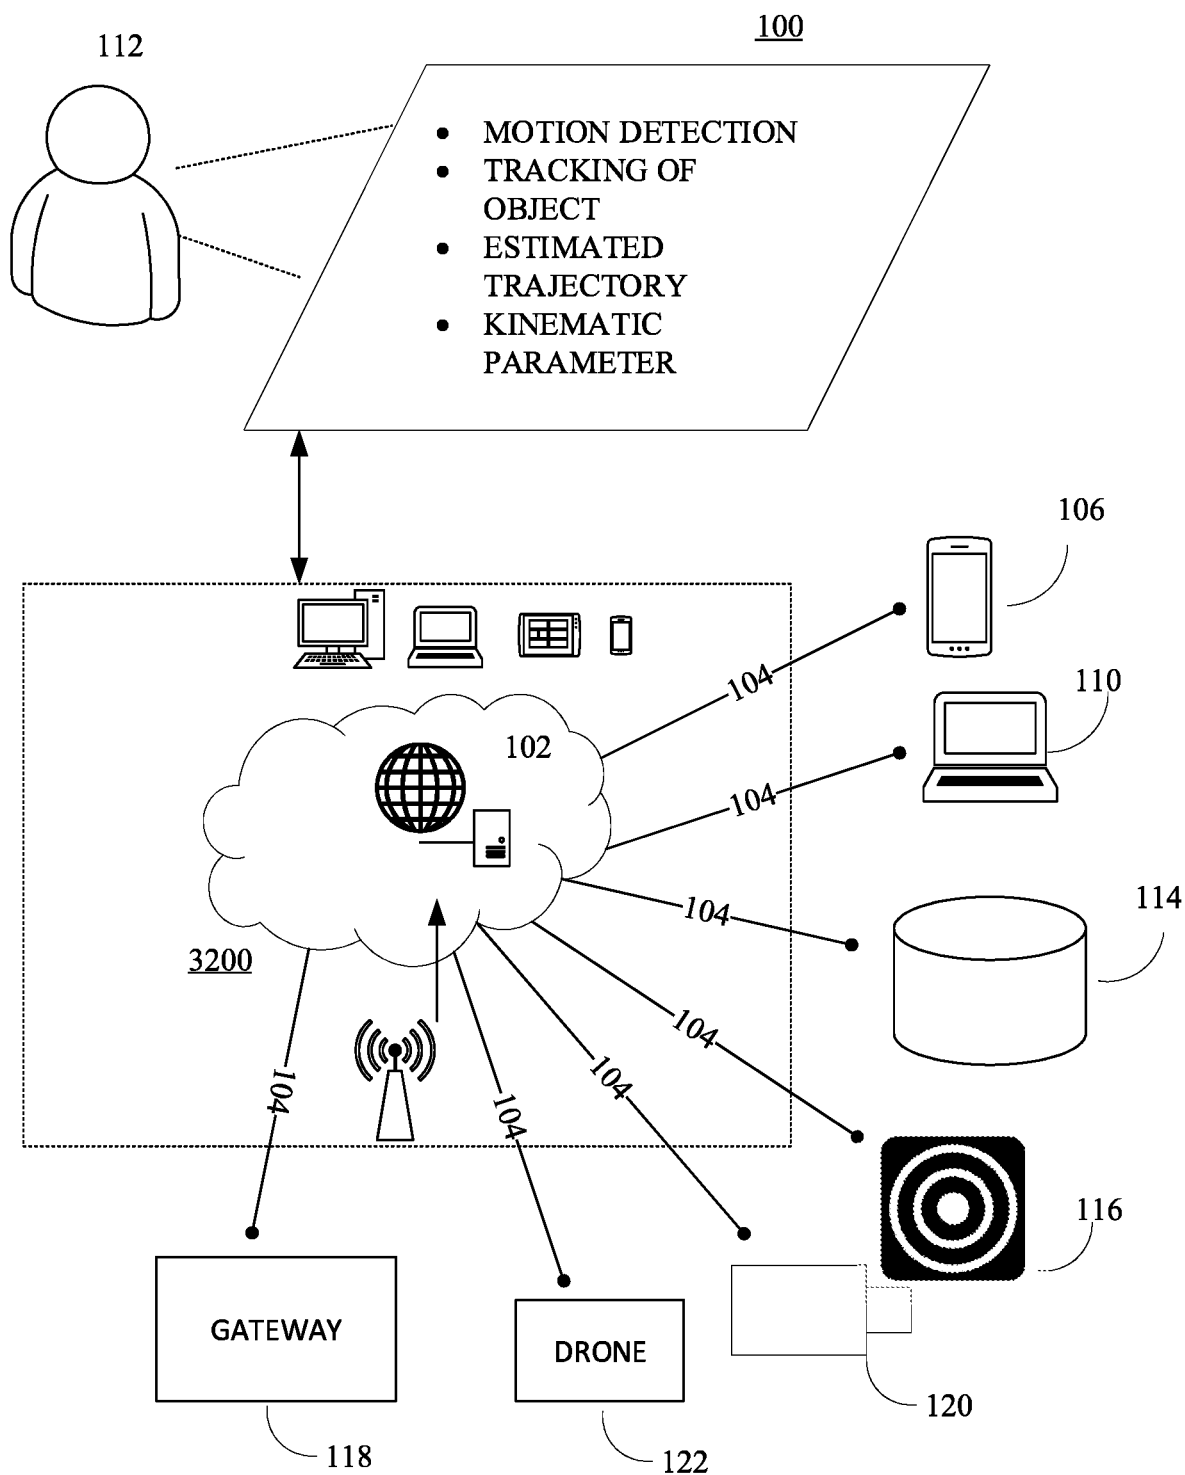 100
112
• MOTION DETECTION
• TRACKING OF
OBJECT
• ESTIMATED
TRAJECTORY
• KINEMATIC
PARAMETER
106
104
110
102
104
114
104
3200
104
104
104
104
116
GATEWAY
DRONE
120
118
122